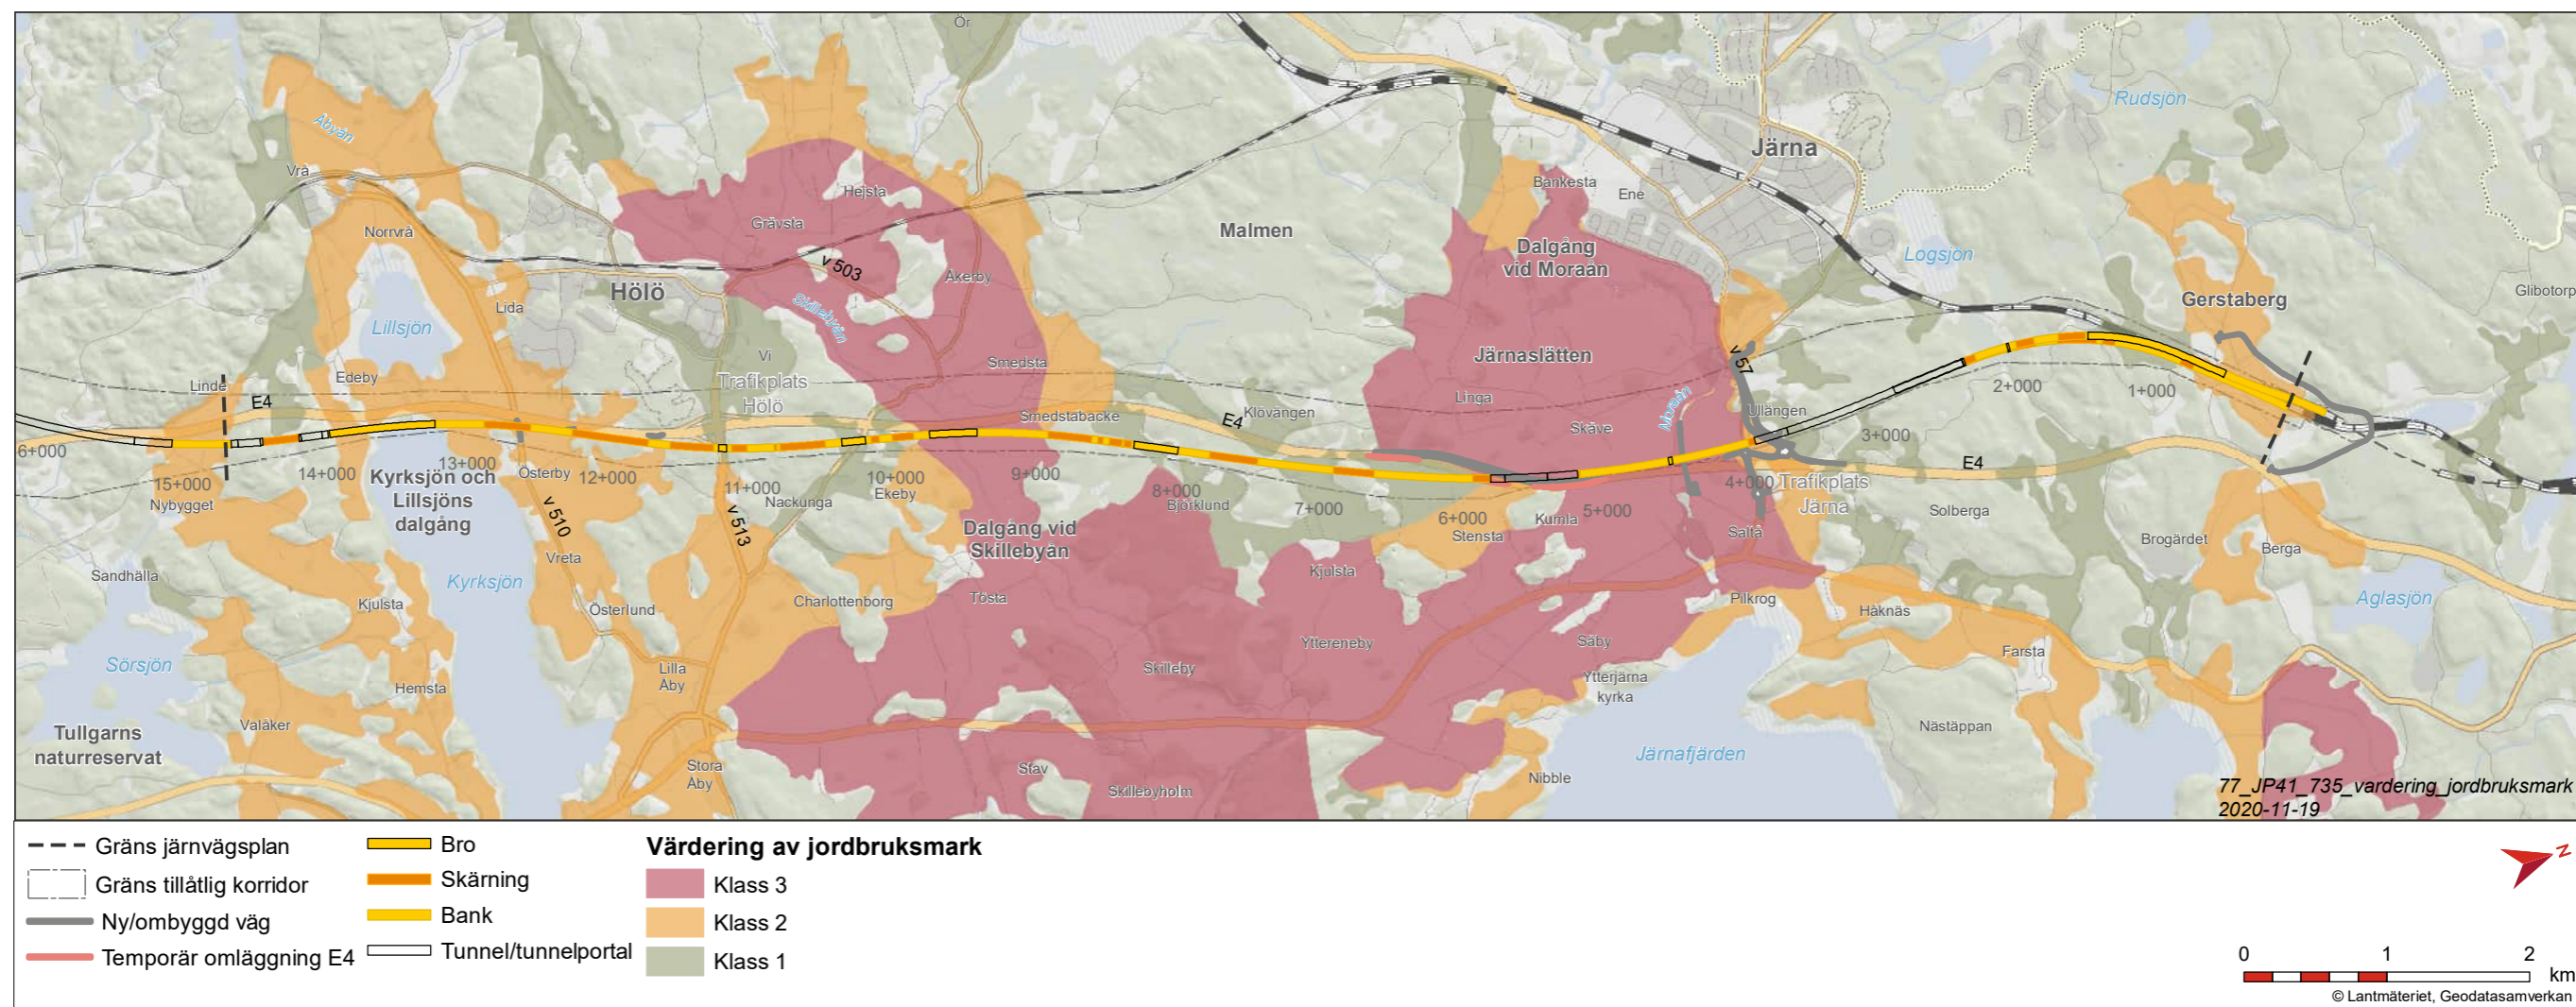 Ör
Rudsjön
Åbyån
Järna
Vrå
Bankesta
Hejsta
Ene
Grävsta
Malmen
Norrvrå
Dalgång
vid Moraån
Logsjön
v 503
Åkerby
Glibotorp
Hölö
Gerstaberg
Lida
Skillebyån
Lillsjön
Vi
Smedsta
Järnaslätten
v 57
Edeby
Linde
Trafikplats
Hölö
2+000
1+000
E4
Linga
Moraån
Ullängen
Smedstabäcke
Klövängen
E4
Skäve
3+000
6+000
13+000
Österby
14+000
12+000
Kyrksjön och
Lillsjöns
dalgång
15+000
Nybygget
11+000
Nackunga
10+000
Ekeby
9+000
8+000
Björklund
7+000
6+000
Stensta
Kumla
5+000
4+000
Trafikplats
Järna
E4
Solberga
v 510
v 513
Dalgång vid
Skillebyån
Saltå
Brogärdet
Berga
Vreta
Sandhälla
Kyrksjön
Kjulsta
Kjulsta
Österlund
Charlottenborg
Tösta
Pilkrog
Håknäs
Aglasjön
Sörsjön
Lilla
Åby
Skilleby
Yttereneby
Säby
Farsta
Hemsta
Ytterjärna
kyrka
Valåker
Tullgarns
naturreservat
Nästäppan
Järnafjärden
Stora
Åby
Stav
Skillebyholm
Nibble
77_JP41_735_vardering_jordbruksmark
2020-11-19
Gräns järnvägsplan
Gräns tillåtlig korridor
Ny/ombyggd väg
Temporär omläggning E4
Bro
Skärning
Bank
Tunnel/tunnelportal
Värdering av jordbruksmark
Klass 3
Klass 2
Klass 1
N
0 1 2
km
© Lantmäteriet, Geodatasamverkan